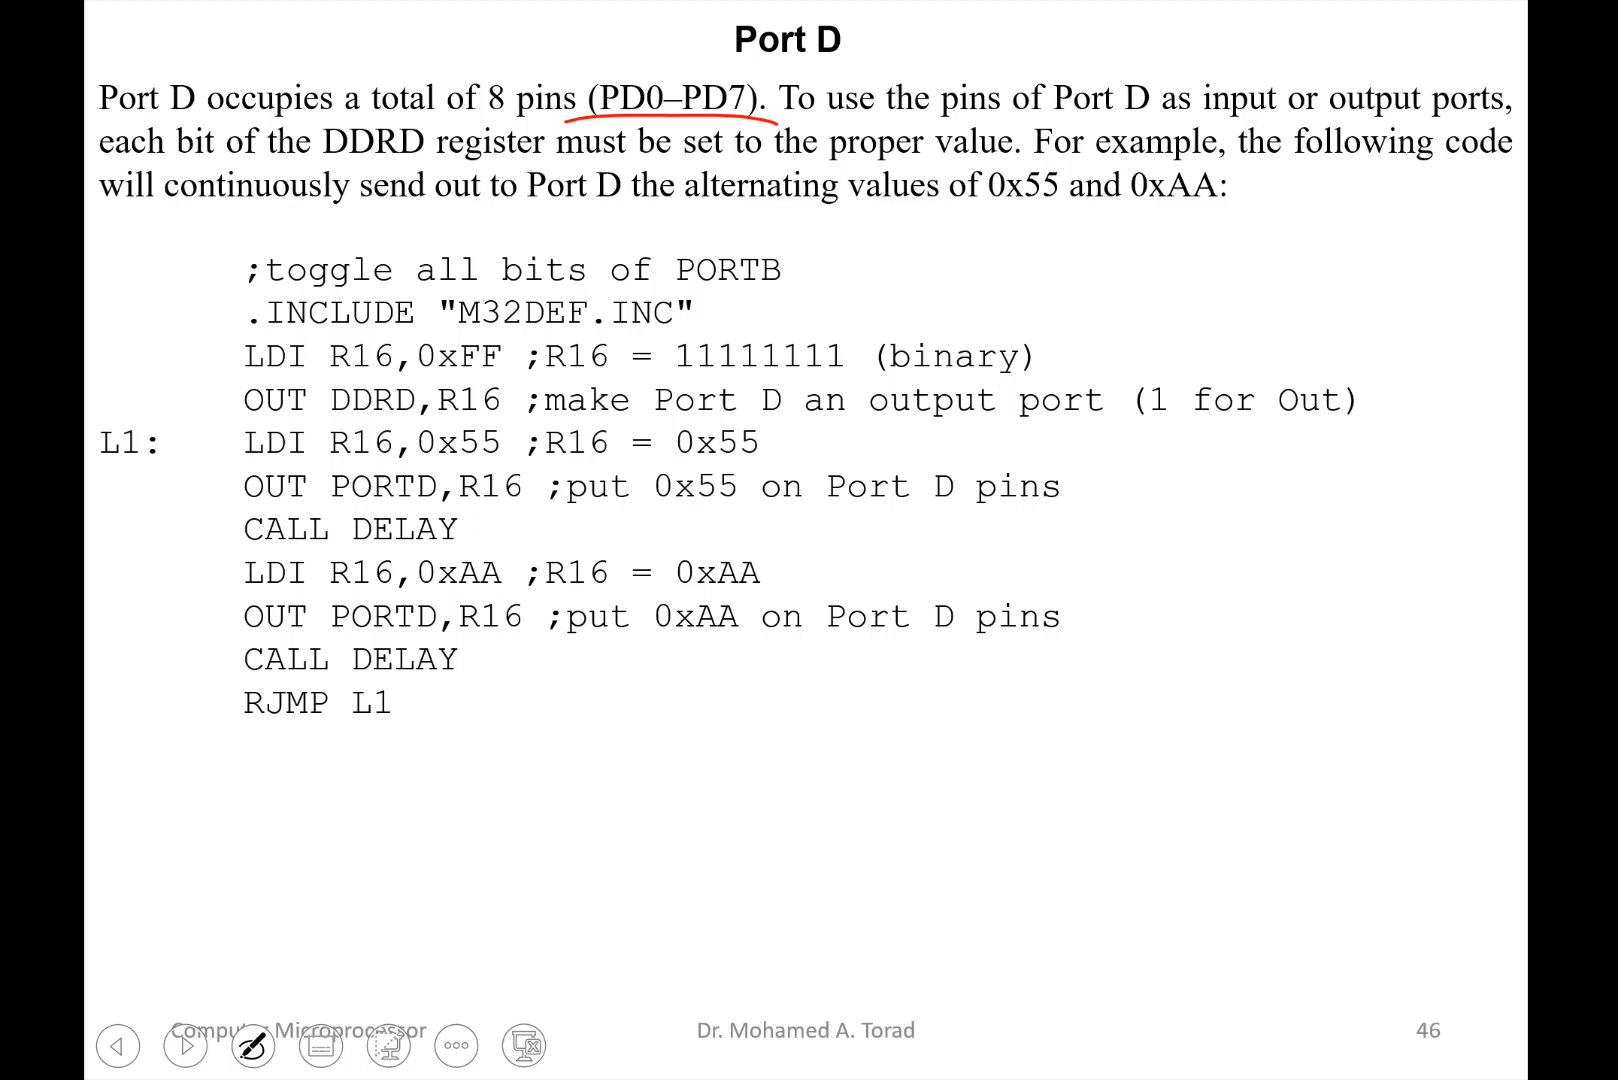 Port D
Port D occupies a total of 8 pins (PD0–PD7). To use the pins of Port D as input or output ports,
each bit of the DDRD register must be set to the proper value. For example, the following code
will continuously send out to Port D the alternating values of 0x55 and 0xAA:
;toggle all bits of PORTB
.INCLUDE "M32DEF.INC"
LDI R16,0xFF ;R16 = 11111111 (binary)
OUT DDRD,R16 ;make Port D an output port (1 for Out)
L1: LDI R16,0x55 ;R16 = 0x55
OUT PORTD,R16 ;put 0x55 on Port D pins
CALL DELAY
LDI R16,0xAA ;R16 = 0xAA
OUT PORTD,R16 ;put 0xAA on Port D pins
CALL DELAY
RJMP L1
Computer Microprocessor Dr. Mohamed A. Torad 46